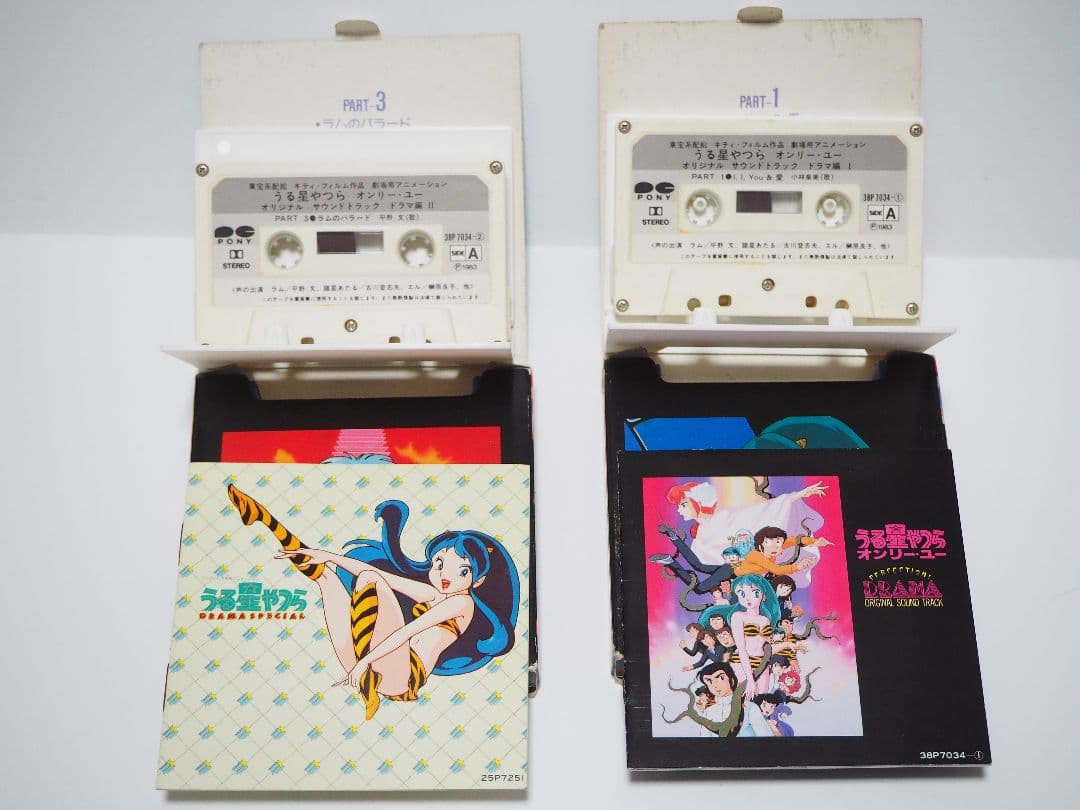 PART-3
・ラムのバラード
東宝系配給 キティ・フィルム作品 劇場用アニメーション
うる星やつら オンリー・ユー
オリジナル サウンドトラック ドラマ編 II
PART 3●ラムのバラード 平野 文(歌)
PONY
STEREO
38P7034-②
SIDE A
Ⓟ1983
(声の出演 ラム/平野 文、諸星あたる/古川登志夫、エル/榊原良子、他)
うる星やつら
DRAMA SPECIAL
25P7251
PART-1
東宝系配給 キティ・フィルム作品 劇場用アニメーション
うる星やつら オンリー・ユー
オリジナル サウンドトラック ドラマ編 I
PART 1●I, I, You & 愛 小林泉美(歌)
PONY
STEREO
38P7034-①
SIDE A
Ⓟ1983
(声の出演 ラム/平野 文、諸星あたる/古川登志夫、エル/榊原良子、他)
うる星やつら
オンリー・ユー
PERFECTION!
DRAMA
ORIGINAL SOUND TRACK
38P7034-①